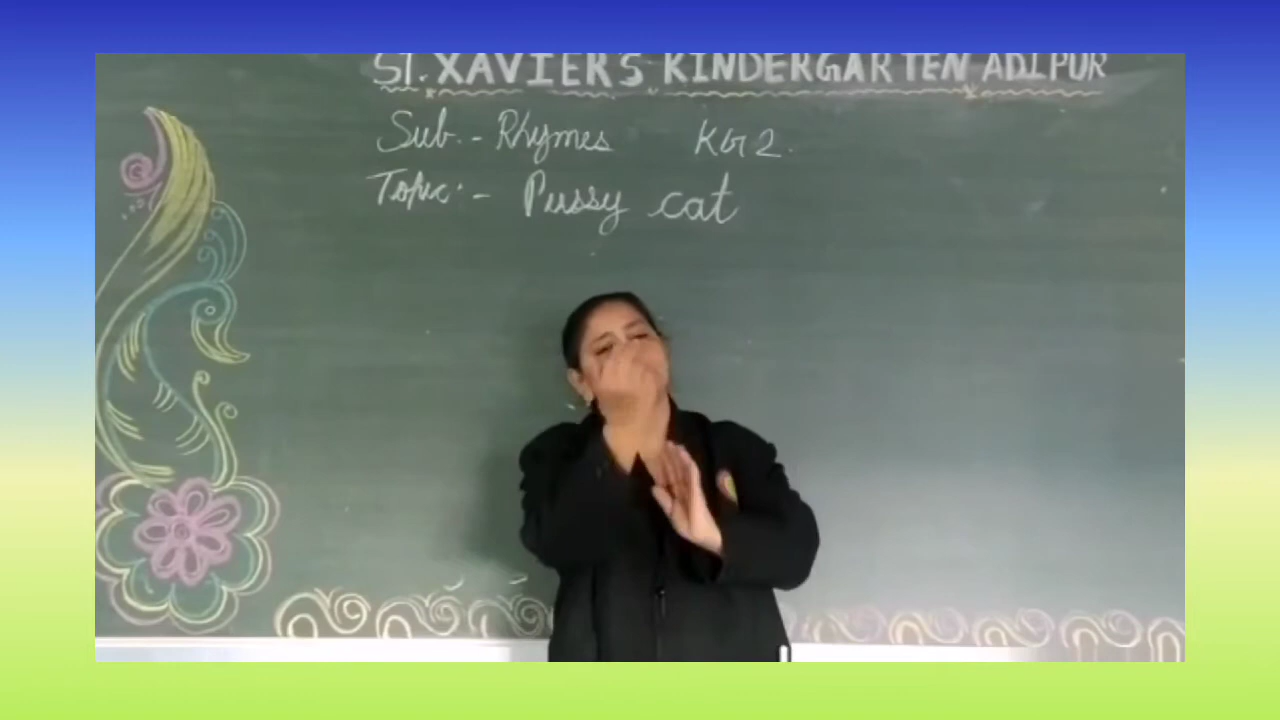 ST. XAVIER'S KINDERGARTEN ADIPUR
Sub. - Rhymes KG 2.
Topic :- Pussy cat